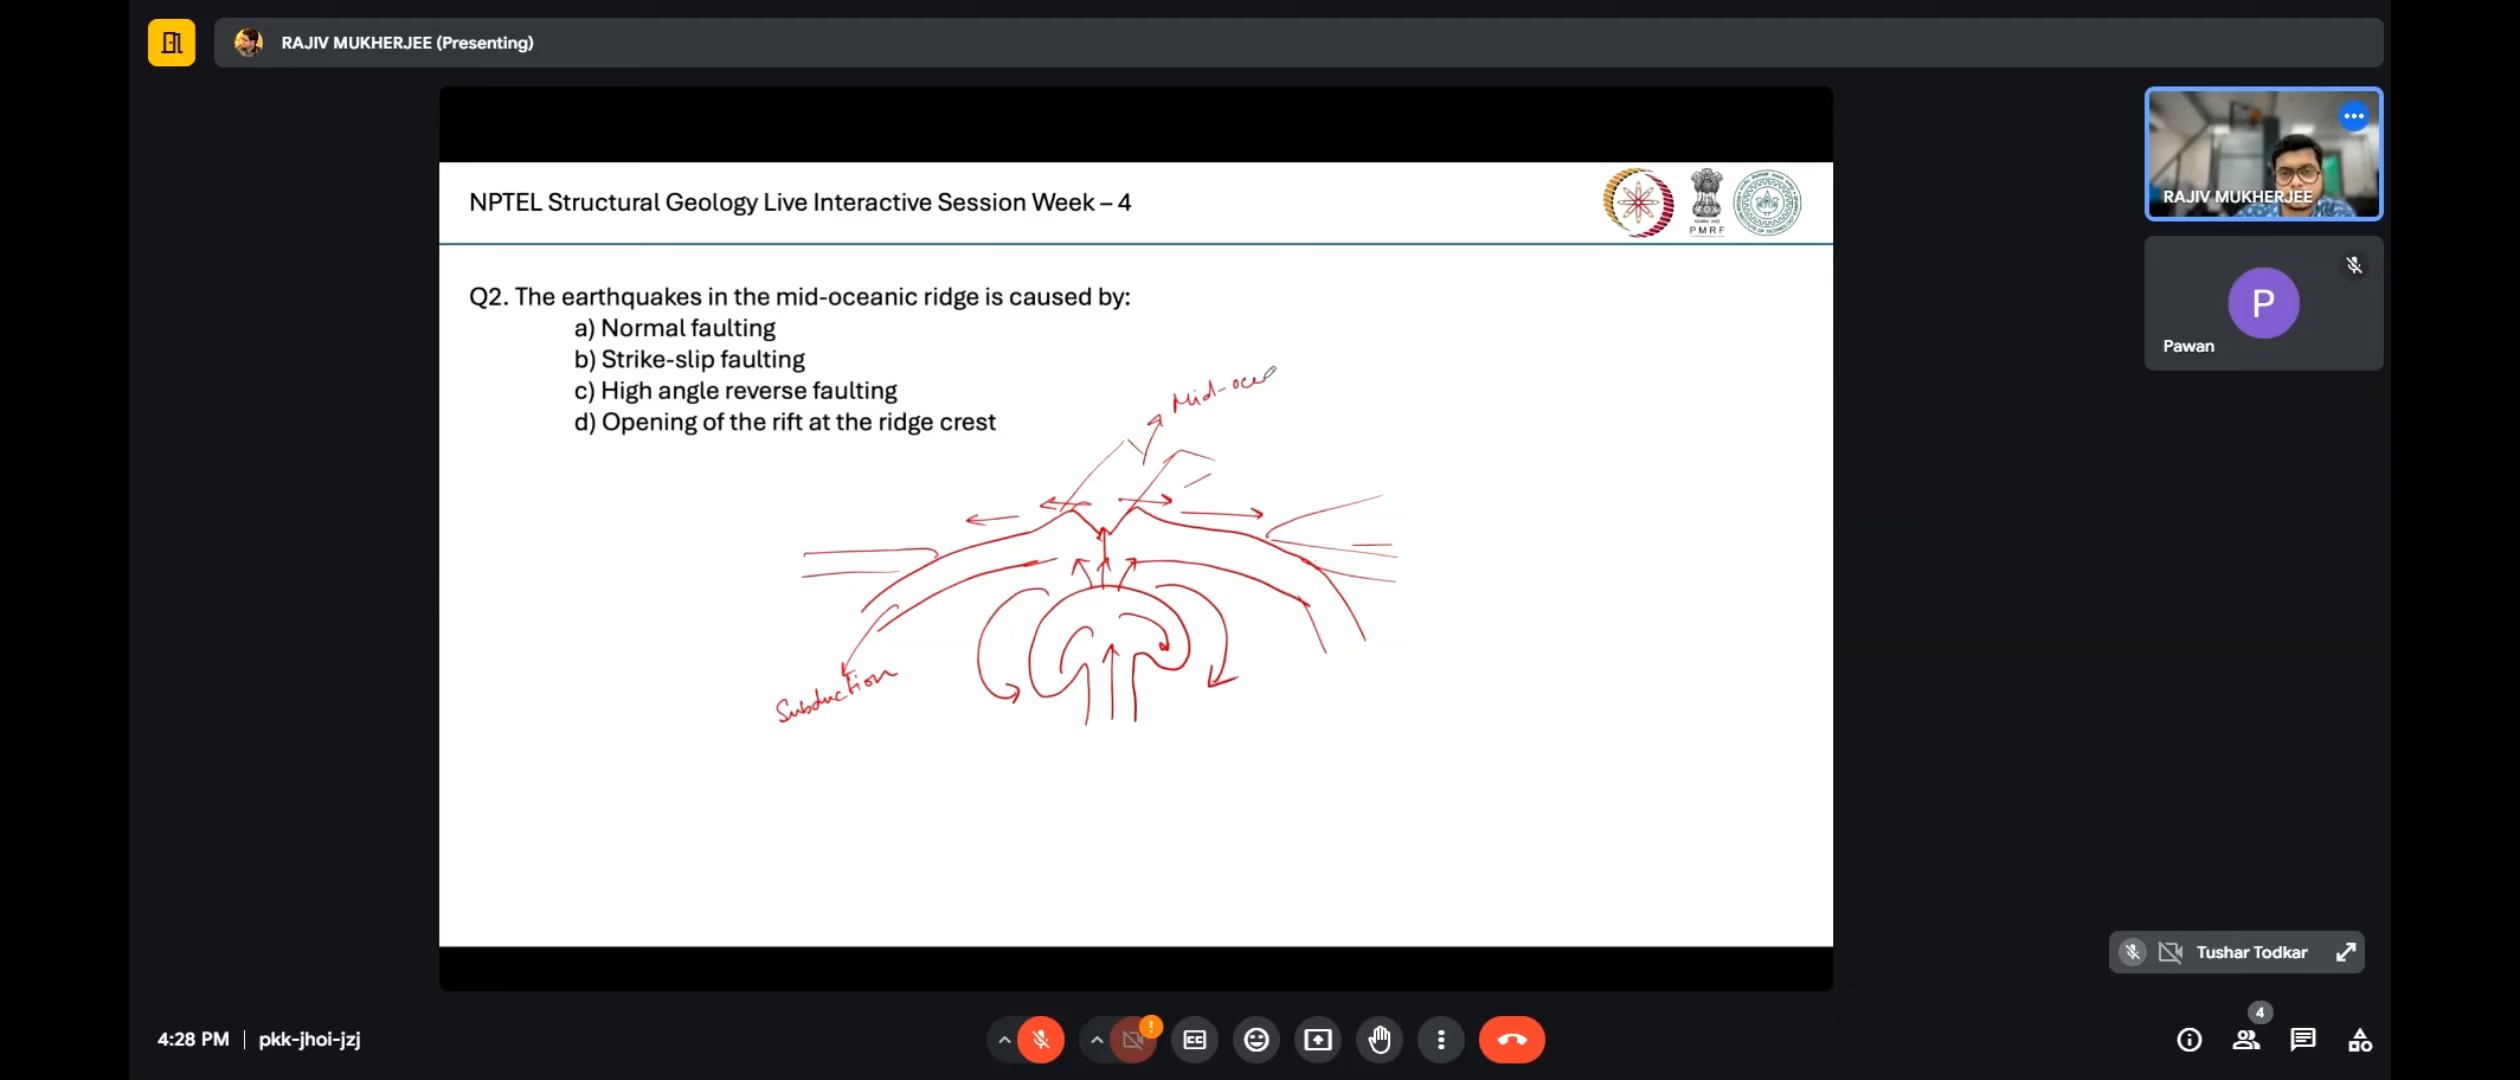 RAJIV MUKHERJEE (Presenting)
NPTEL Structural Geology Live Interactive Session Week – 4
PMRF
Q2. The earthquakes in the mid-oceanic ridge is caused by:
a) Normal faulting
b) Strike-slip faulting
c) High angle reverse faulting
d) Opening of the rift at the ridge crest
Mid-oce
Subduction
RAJIV MUKHERJEE
P
Pawan
Tushar Todkar
4:28 PM | pkk-jhoi-jzj
!
CC
4